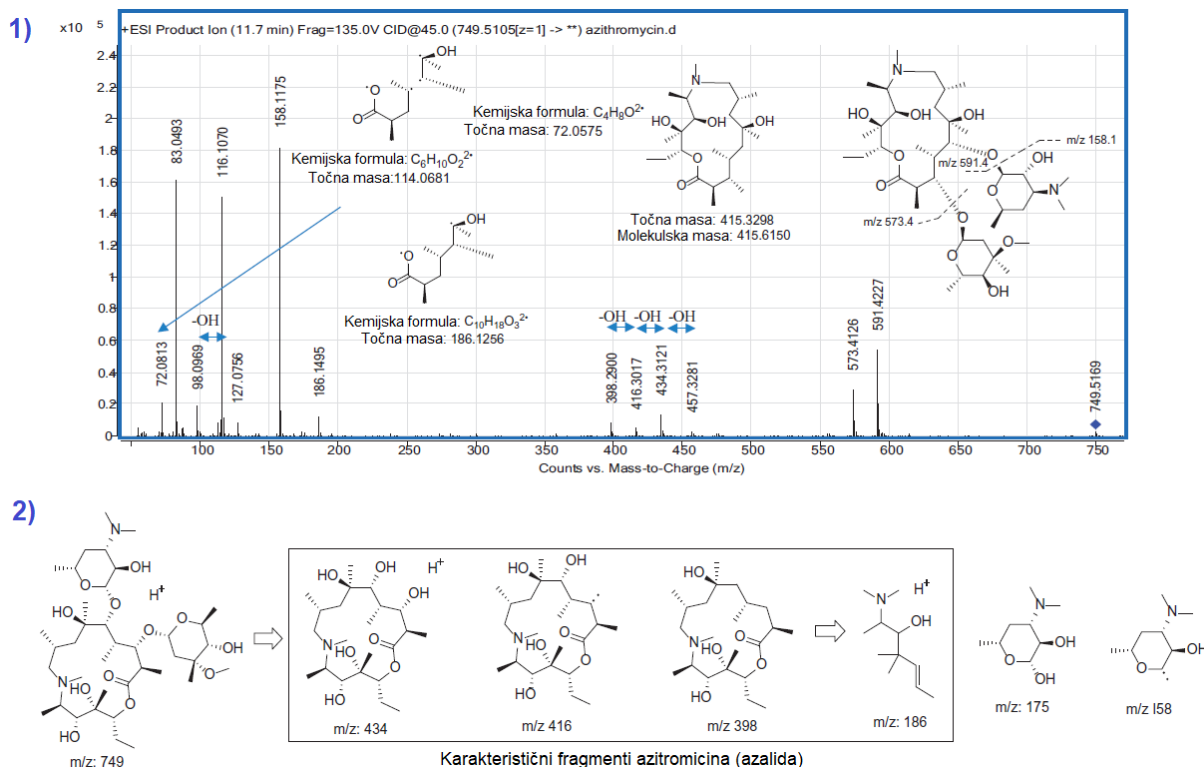 1)
x10 5
+ESI Product Ion (11.7 min) Frag=135.0V CID@45.0 (749.5105[z=1] -> **) azithromycin.d
2.4
2.2
2
1.8
1.6
1.4
1.2
1
0.8
0.6
0.4
0.2
0
72.0813
83.0493
98.0969
116.1070
127.0756
158.1175
186.1495
398.2900
416.3017
434.3121
457.3281
573.4126
591.4227
749.5169
-OH
-OH
-OH
-OH
Kemijska formula: C6H10O2 2•
Točna masa:114.0681
Kemijska formula: C4H8O2•
Točna masa: 72.0575
Kemijska formula: C10H18O3 2•
Točna masa: 186.1256
Točna masa: 415.3298
Molekulska masa: 415.6150
m/z 158.1
m/z 591.4
m/z 573.4
100 150 200 250 300 350 400 450 500 550 600 650 700 750
Counts vs. Mass-to-Charge (m/z)
2)
H+
m/z: 749
H+
m/z: 434
m/z 416
m/z 398
H+
m/z: 186
m/z: 175
m/z I58
Karakteristični fragmenti azitromicina (azalida)